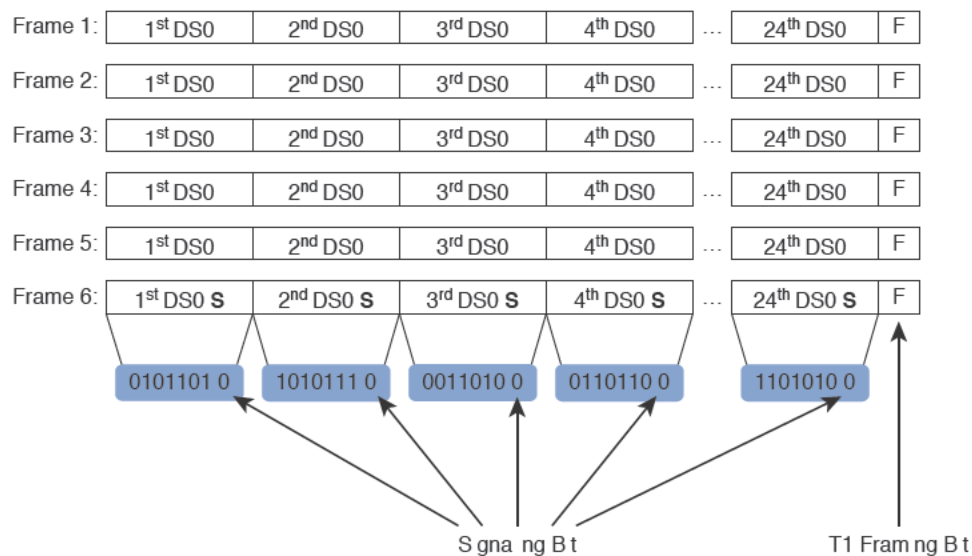 Frame 1: 1st DS0 2nd DS0 3rd DS0 4th DS0 ... 24th DS0 F
Frame 2: 1st DS0 2nd DS0 3rd DS0 4th DS0 ... 24th DS0 F
Frame 3: 1st DS0 2nd DS0 3rd DS0 4th DS0 ... 24th DS0 F
Frame 4: 1st DS0 2nd DS0 3rd DS0 4th DS0 ... 24th DS0 F
Frame 5: 1st DS0 2nd DS0 3rd DS0 4th DS0 ... 24th DS0 F
Frame 6: 1st DS0 S 2nd DS0 S 3rd DS0 S 4th DS0 S ... 24th DS0 S F
0101101 0 1010111 0 0011010 0 0110110 0 1101010 0
S gna ng B t T1 Fram ng B t